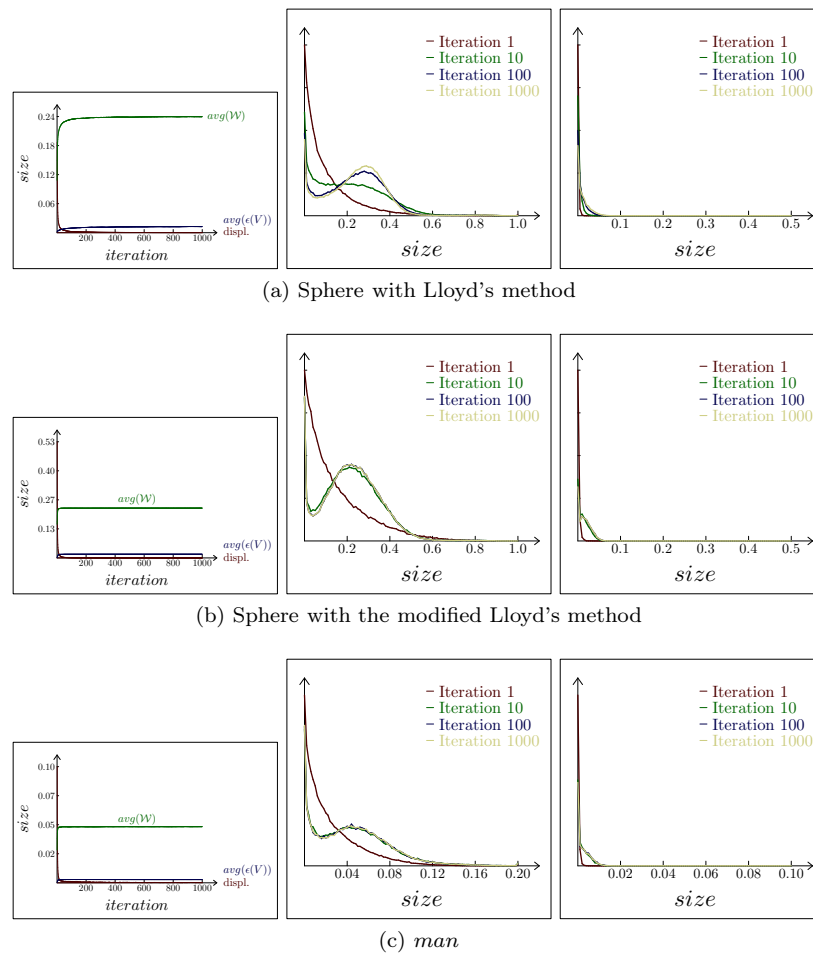 Iteration 1
Iteration 10
Iteration 100
Iteration 1000
Iteration 1
Iteration 10
Iteration 100
Iteration 1000
0.24
0.18
0.12
0.06
size
avg(W)
avg(ϵ(V))
displ.
200 400 600 800 1000
iteration
0.2 0.4 0.6 0.8 1.0
size
0.1 0.2 0.3 0.4 0.5
size
(a) Sphere with Lloyd's method
Iteration 1
Iteration 10
Iteration 100
Iteration 1000
Iteration 1
Iteration 10
Iteration 100
Iteration 1000
0.53
0.40
0.27
0.13
size
avg(W)
avg(ϵ(V))
displ.
200 400 600 800 1000
iteration
0.2 0.4 0.6 0.8 1.0
size
0.1 0.2 0.3 0.4 0.5
size
(b) Sphere with the modified Lloyd's method
Iteration 1
Iteration 10
Iteration 100
Iteration 1000
Iteration 1
Iteration 10
Iteration 100
Iteration 1000
0.10
0.07
0.05
0.02
size
avg(W)
avg(ϵ(V))
displ.
200 400 600 800 1000
iteration
0.04 0.08 0.12 0.16 0.20
size
0.02 0.04 0.06 0.08 0.10
size
(c) man